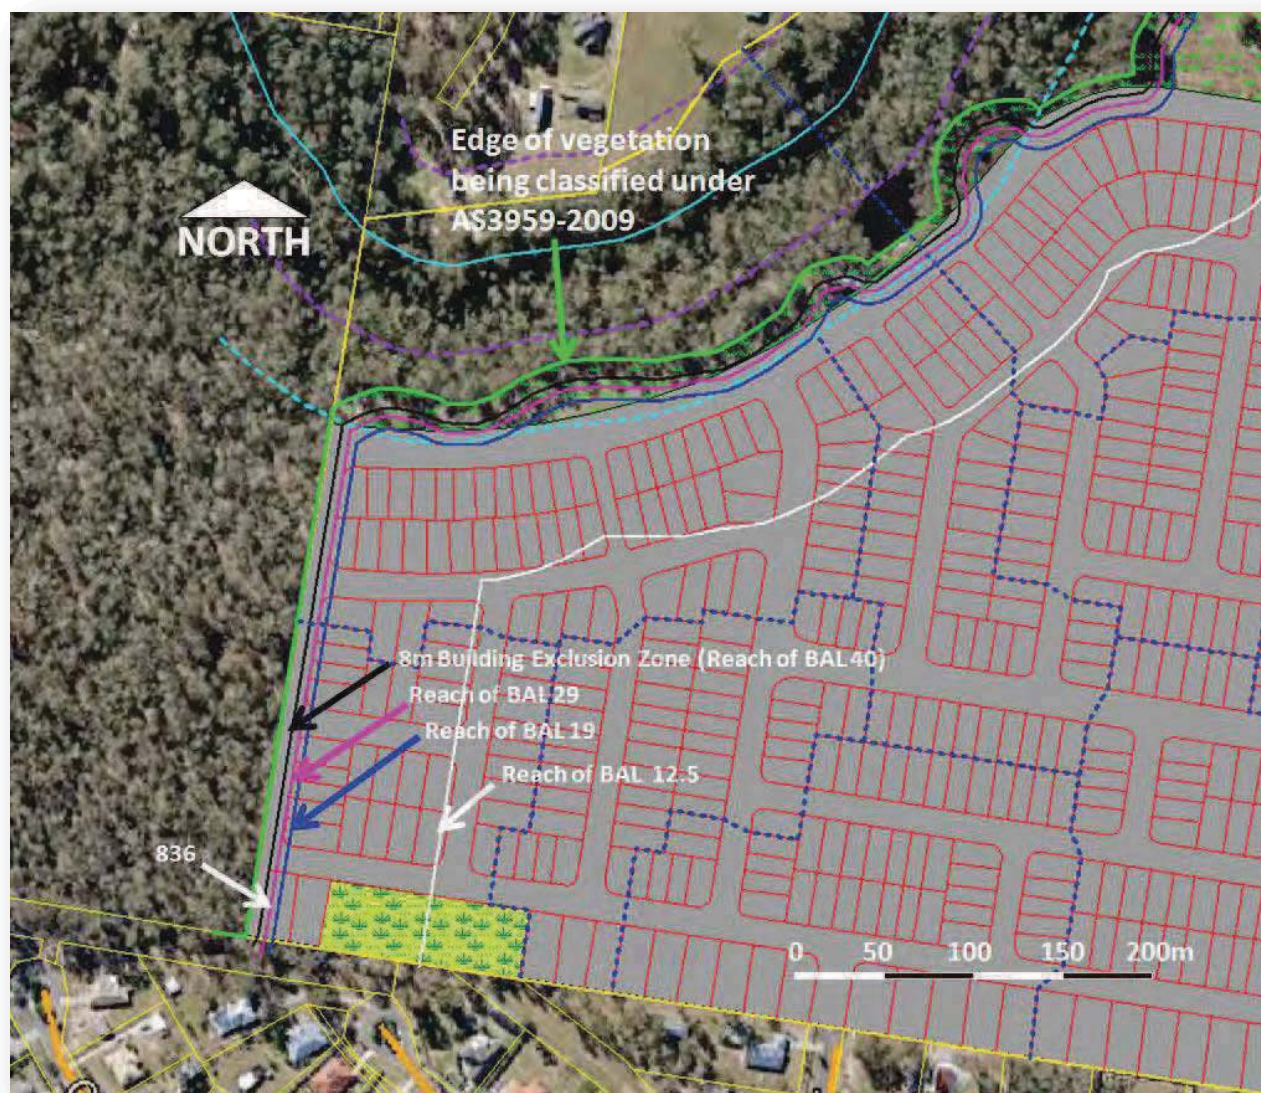 Edge of vegetation
being classified under
AS3959-2009
NORTH
8m Building Exclusion Zone (Reach of BAL 40)
Reach of BAL 29
Reach of BAL 19
Reach of BAL 12.5
836
0 50 100 150 200m